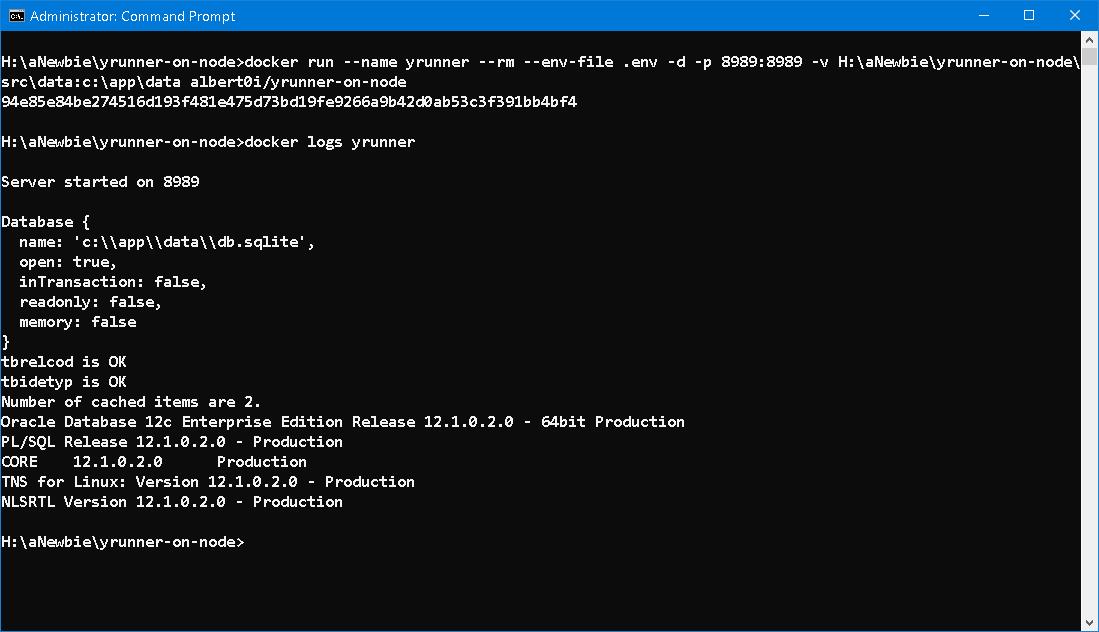 Administrator: Command Prompt
H:\aNewbie\yrunner-on-node>docker run --name yrunner --rm --env-file .env -d -p 8989:8989 -v H:\aNewbie\yrunner-on-node\
src\data:c:\app\data albert0i/yrunner-on-node
94e85e84be274516d193f481e475d73bd19fe9266a9b42d0ab53c3f391bb4bf4
H:\aNewbie\yrunner-on-node>docker logs yrunner
Server started on 8989
Database {
  name: 'c:\\app\\data\\db.sqlite',
  open: true,
  inTransaction: false,
  readonly: false,
  memory: false
}
tbrelcod is OK
tbidetyp is OK
Number of cached items are 2.
Oracle Database 12c Enterprise Edition Release 12.1.0.2.0 - 64bit Production
PL/SQL Release 12.1.0.2.0 - Production
CORE    12.1.0.2.0      Production
TNS for Linux: Version 12.1.0.2.0 - Production
NLSRTL Version 12.1.0.2.0 - Production
H:\aNewbie\yrunner-on-node>